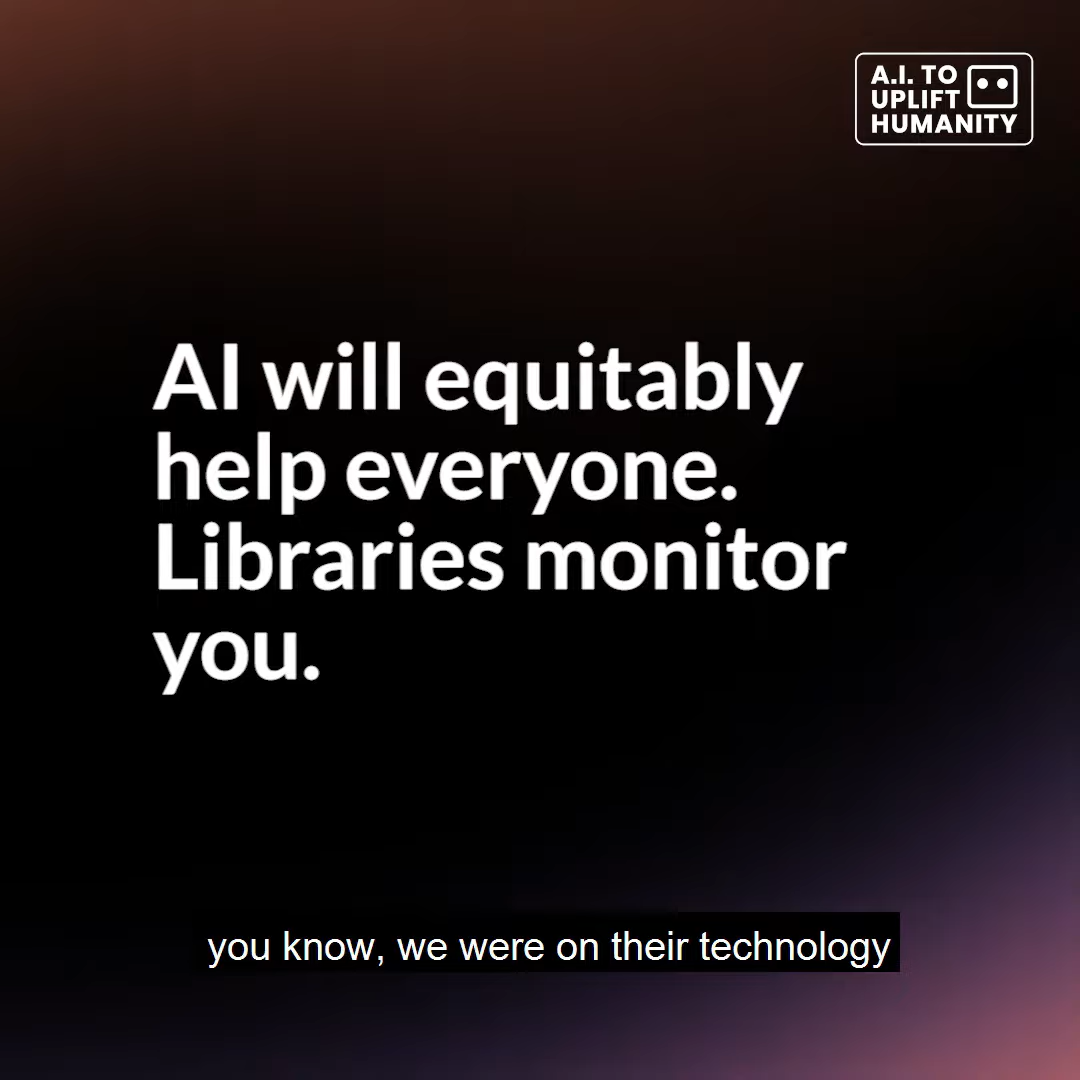 A.I. TO
UPLIFT
HUMANITY
AI will equitably
help everyone.
Libraries monitor
you.
you know, we were on their technology